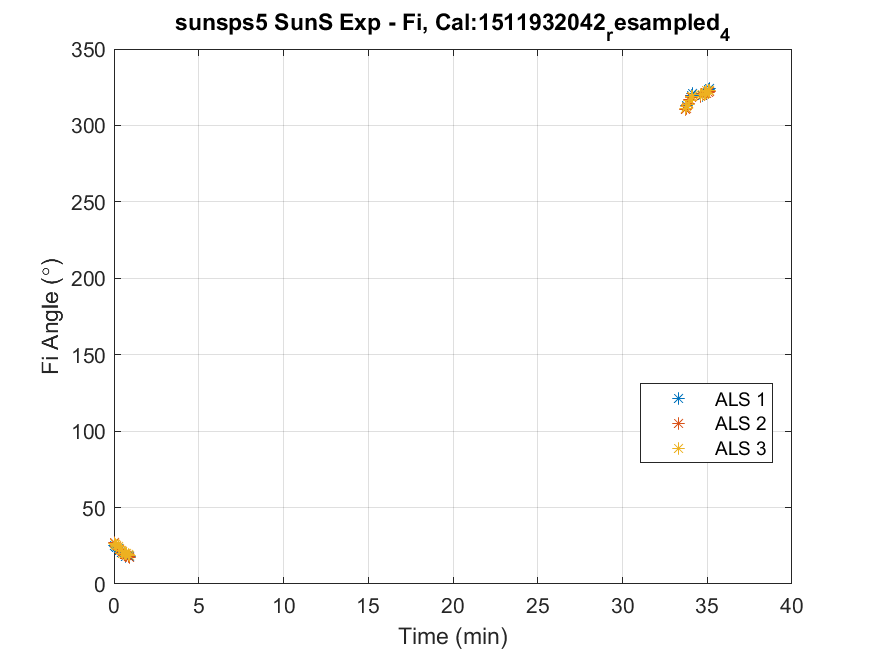 sunsps5 SunS Exp - Fi, Cal:1511932042resampled4
350
300
250
200
150
100
50
0
Fi Angle (°)
ALS 1
ALS 2
ALS 3
0 5 10 15 20 25 30 35 40
Time (min)